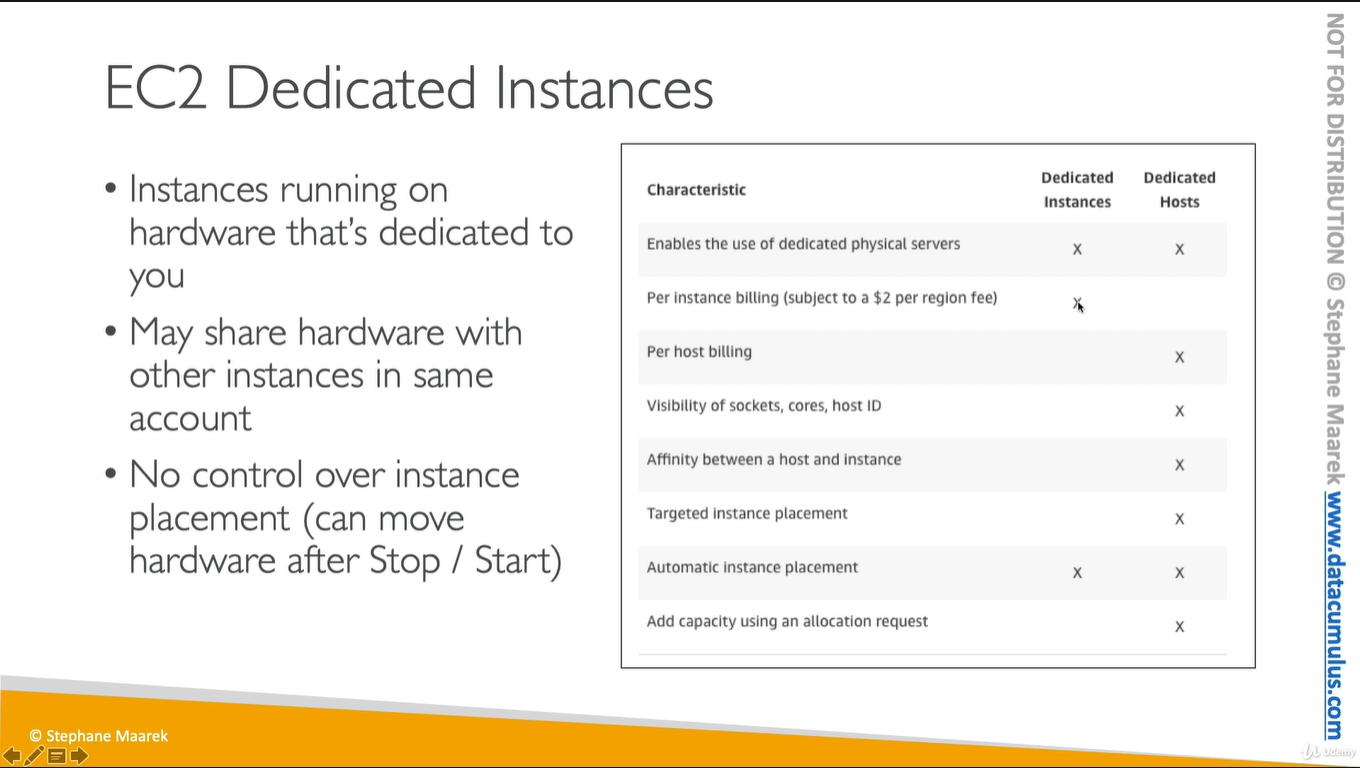 EC2 Dedicated Instances
• Instances running on
hardware that's dedicated to
you
• May share hardware with
other instances in same
account
• No control over instance
placement (can move
hardware after Stop / Start)
Characteristic Dedicated Instances Dedicated Hosts
Enables the use of dedicated physical servers X X
Per instance billing (subject to a $2 per region fee) X
Per host billing X
Visibility of sockets, cores, host ID X
Affinity between a host and instance X
Targeted instance placement X
Automatic instance placement X X
Add capacity using an allocation request X
NOT FOR DISTRIBUTION © Stephane Maarek www.datacumulus.com
© Stephane Maarek
Udemy